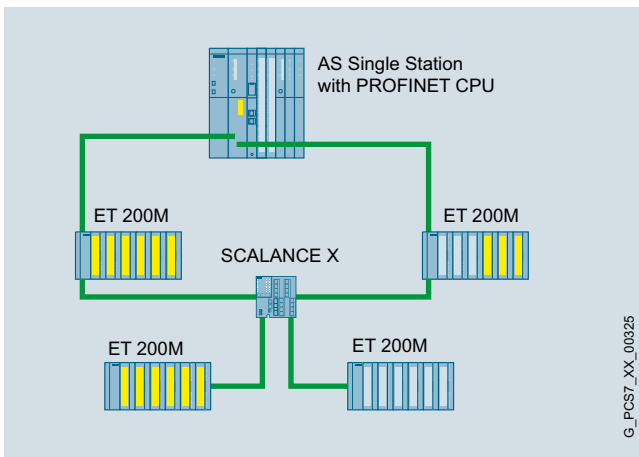 AS Single Station
with PROFINET CPU
ET 200M
ET 200M
SCALANCE X
ET 200M
ET 200M
G_PCS7_XX_00325